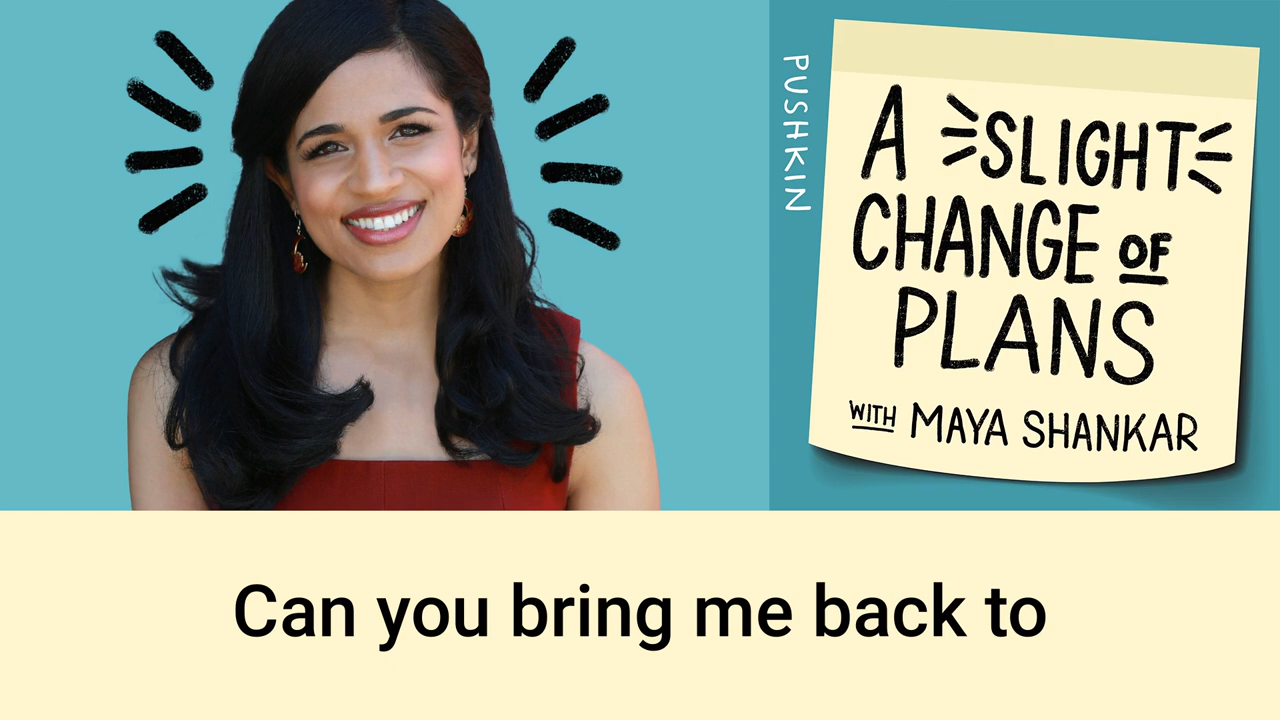 PUSHKIN
A SLIGHT
CHANGE OF
PLANS
WITH MAYA SHANKAR
Can you bring me back to